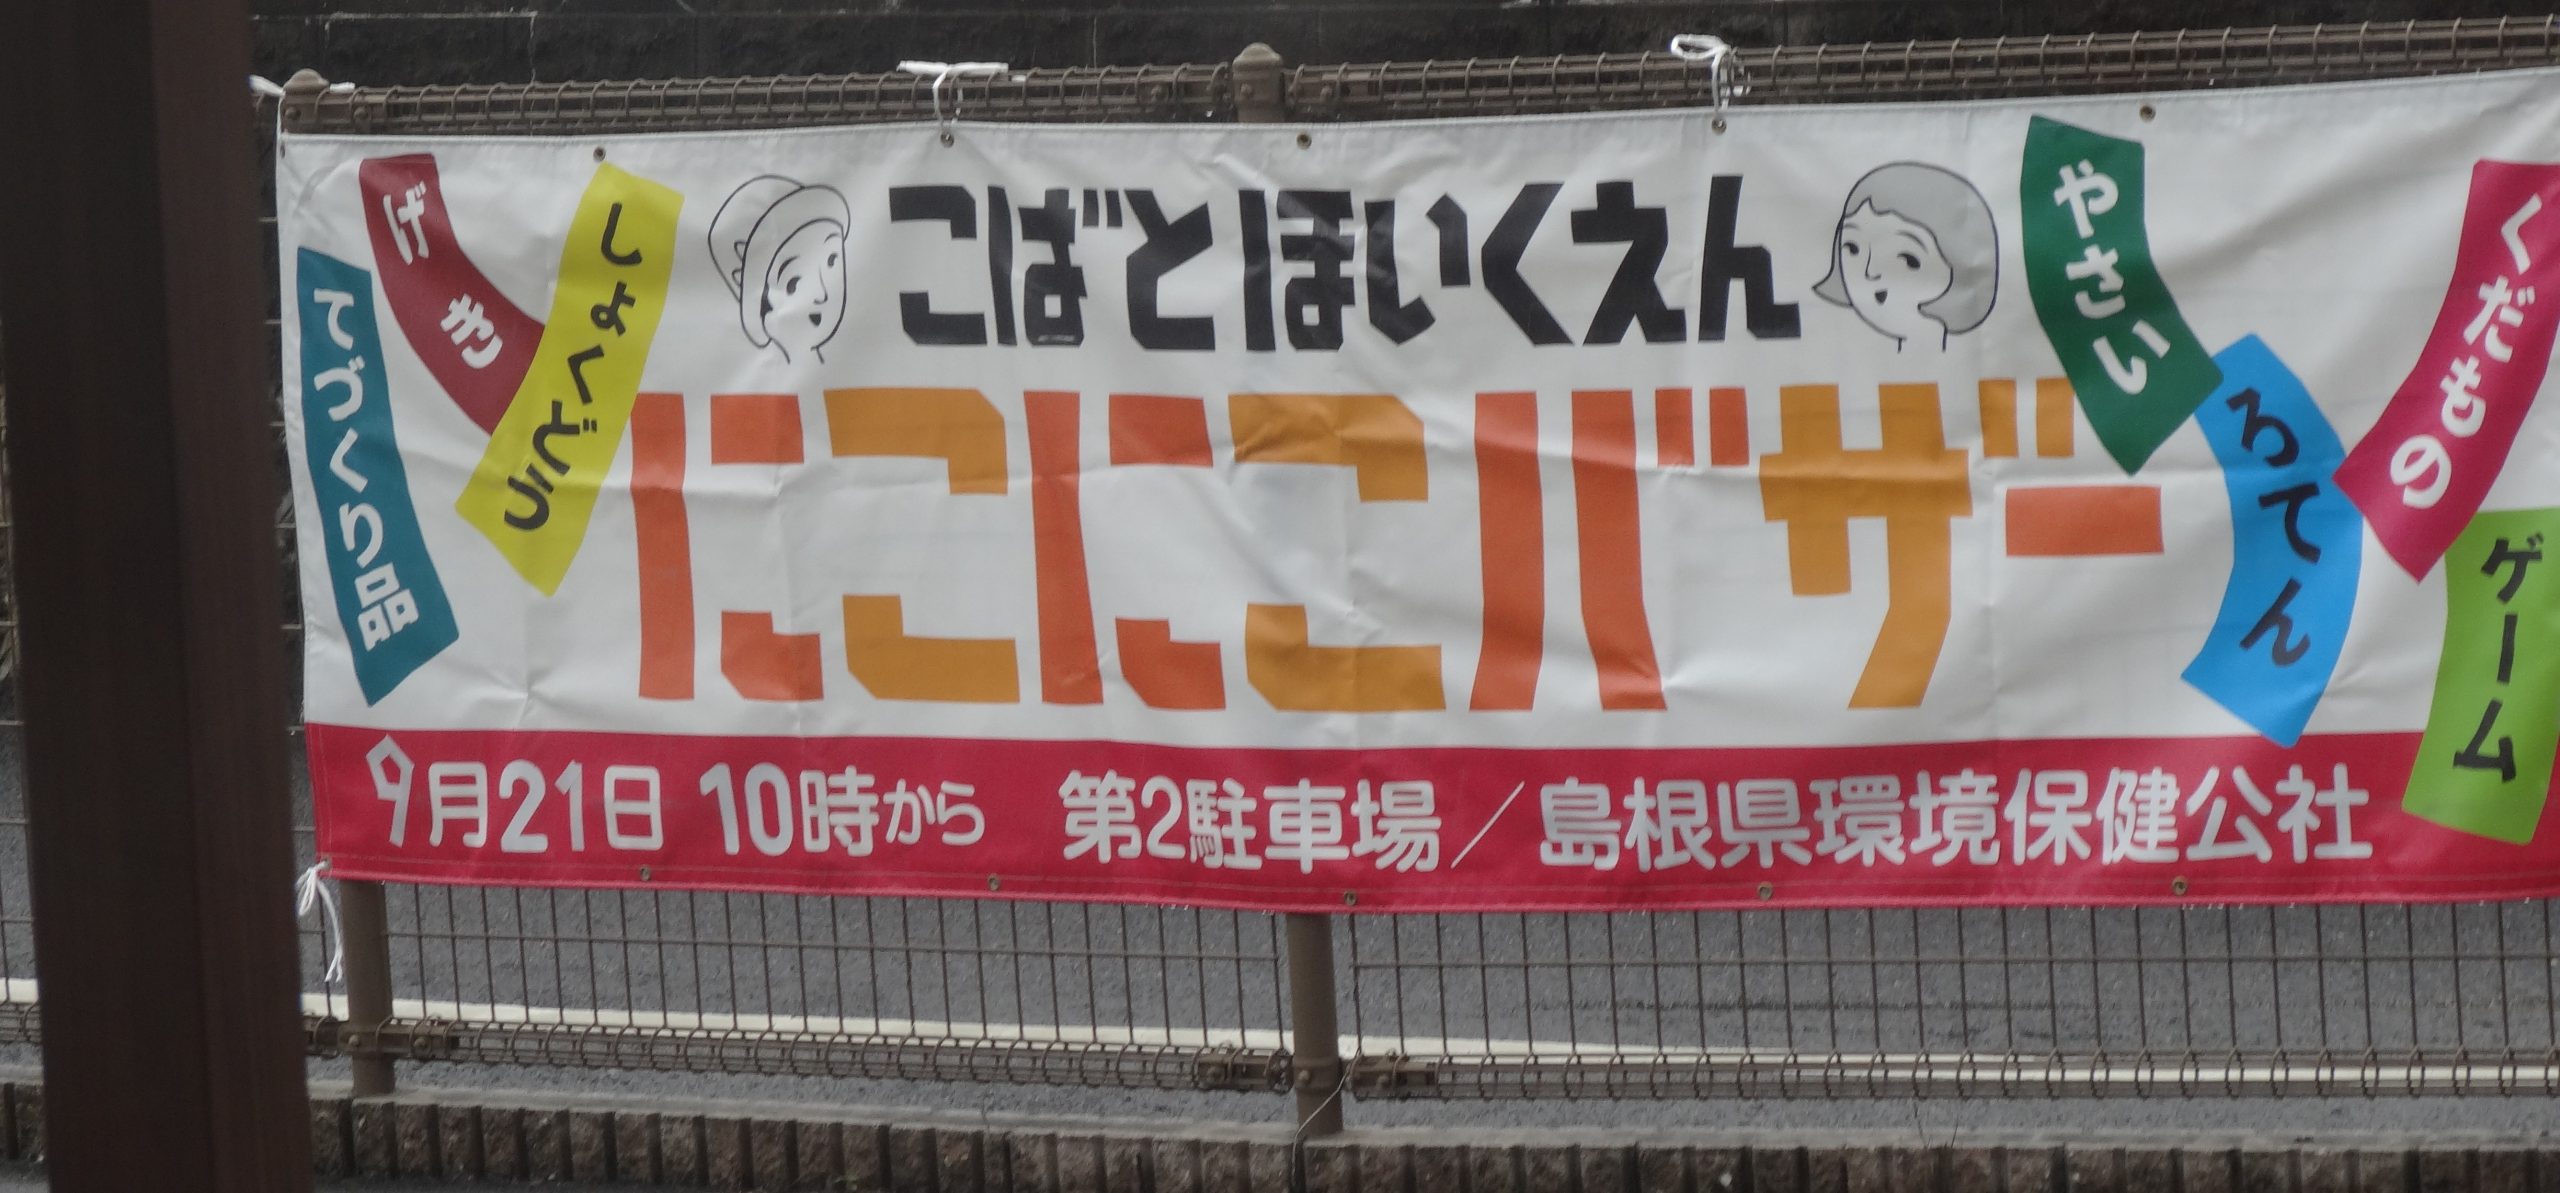 こばとほいくえん
にこにこバザー
てづくり品
げき
しょくどう
やさい
ろてん
くだもの
ゲーム
9月21日 10時から 第2駐車場/島根県環境保健公社